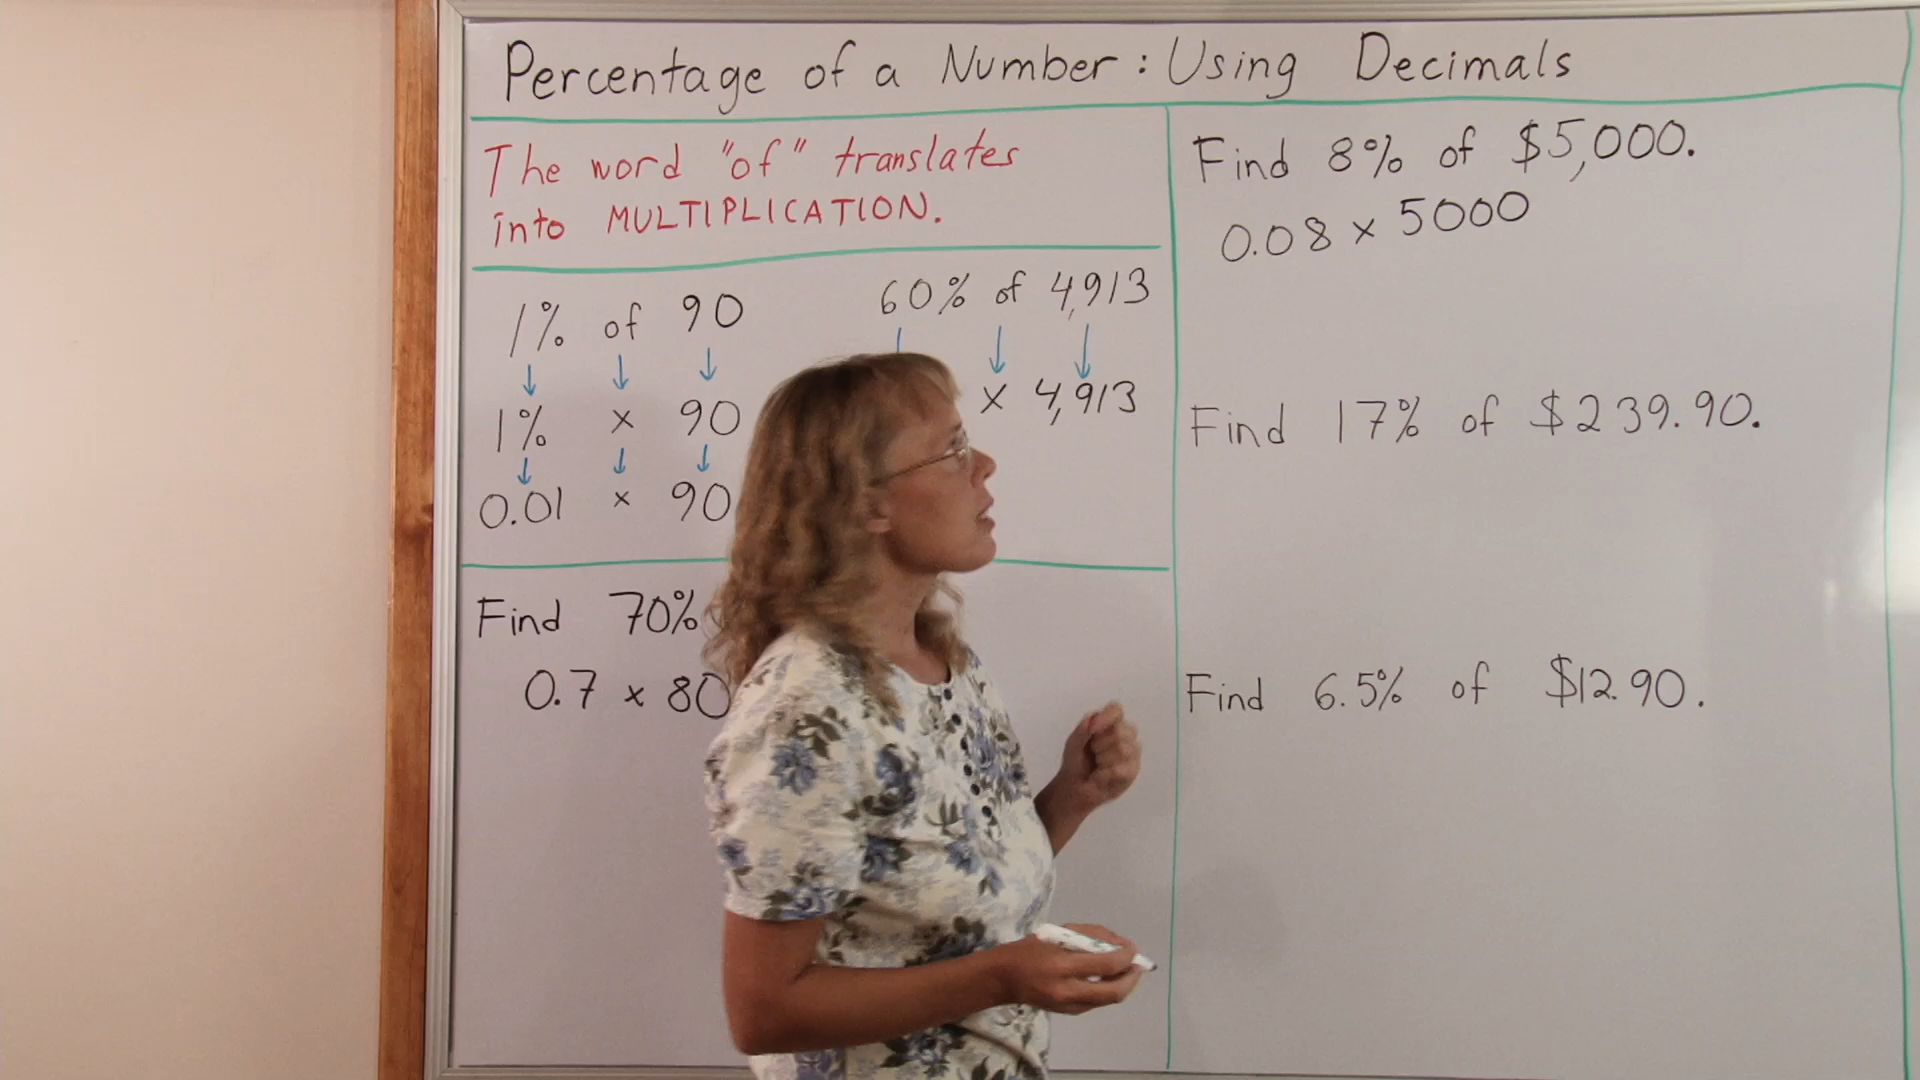 Percentage of a Number : Using Decimals
The word "of" translates
into MULTIPLICATION.
1% of 90
1% x 90
0.01 x 90
60% of 4,913
x 4,913
Find 70%
0.7 x 80
Find 8% of $5,000.
0.08 x 5000
Find 17% of $239.90.
Find 6.5% of $12.90.